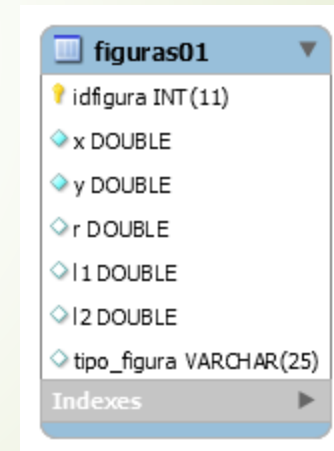 figuras01
idfigura INT(11)
x DOUBLE
y DOUBLE
r DOUBLE
l1 DOUBLE
l2 DOUBLE
tipo_figura VARCHAR(25)
Indexes